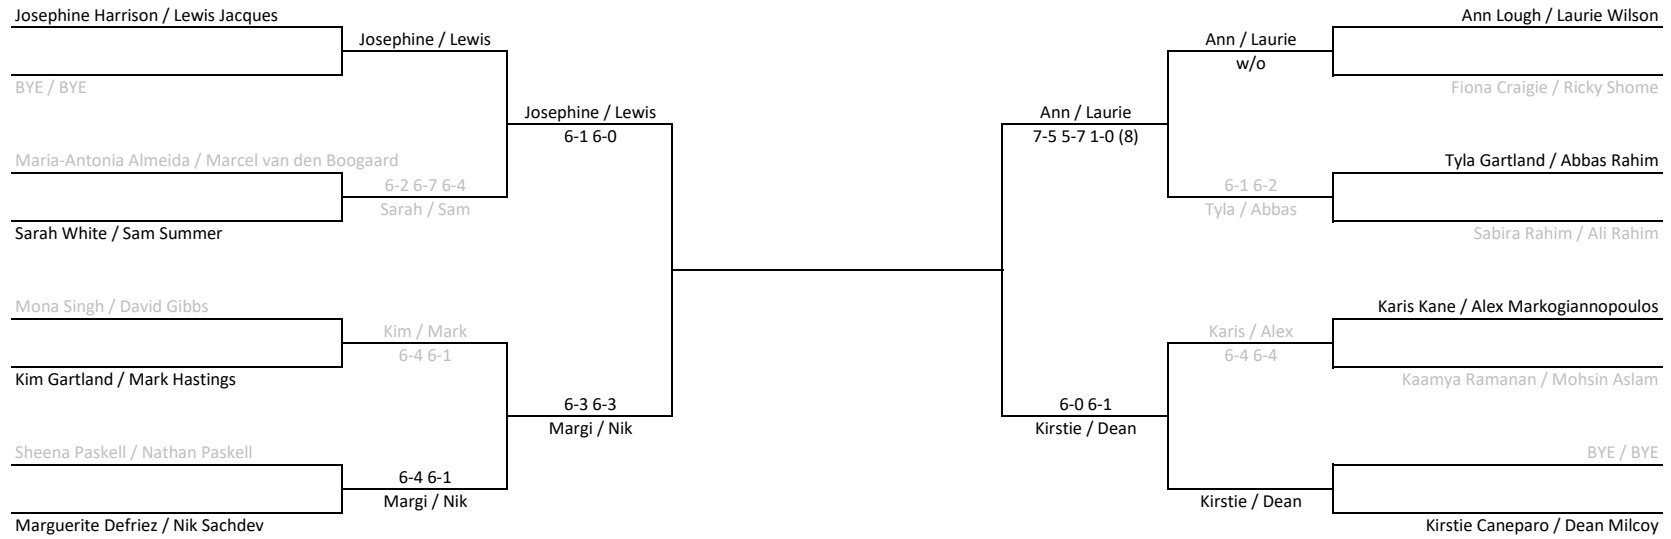 Josephine Harrison / Lewis Jacques
Josephine / Lewis
BYE / BYE
Josephine / Lewis
6-1 6-0
Maria-Antonia Almeida / Marcel van den Boogaard
6-2 6-7 6-4
Sarah / Sam
Sarah White / Sam Summer
Mona Singh / David Gibbs
Kim / Mark
6-4 6-1
Kim Gartland / Mark Hastings
6-3 6-3
Margi / Nik
Sheena Paskell / Nathan Paskell
6-4 6-1
Margi / Nik
Marguerite Defriez / Nik Sachdev
Ann Lough / Laurie Wilson
Ann / Laurie
w/o
Fiona Craigie / Ricky Shome
Ann / Laurie
7-5 5-7 1-0 (8)
Tyla Gartland / Abbas Rahim
6-1 6-2
Tyla / Abbas
Sabira Rahim / Ali Rahim
Karis Kane / Alex Markogiannopoulos
Karis / Alex
6-4 6-4
Kaamya Ramanan / Mohsin Aslam
6-0 6-1
Kirstie / Dean
BYE / BYE
Kirstie / Dean
Kirstie Caneparo / Dean Milcoy